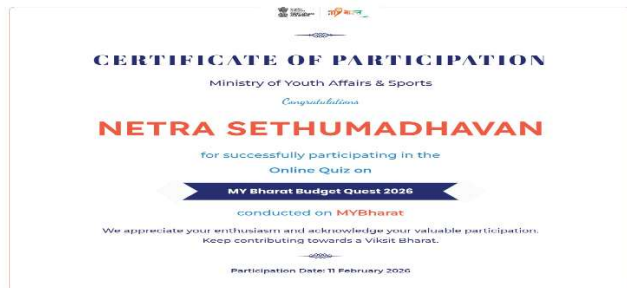 CERTIFICATE OF PARTICIPATION
Ministry of Youth Affairs & Sports
Congratulations
NETRA SETHUMADHAVAN
for successfully participating in the
Online Quiz on
MY Bharat Budget Quest 2026
conducted on MYBharat
We appreciate your enthusiasm and acknowledge your valuable participation.
Keep contributing towards a Viksit Bharat.
Participation Date: 11 February 2026